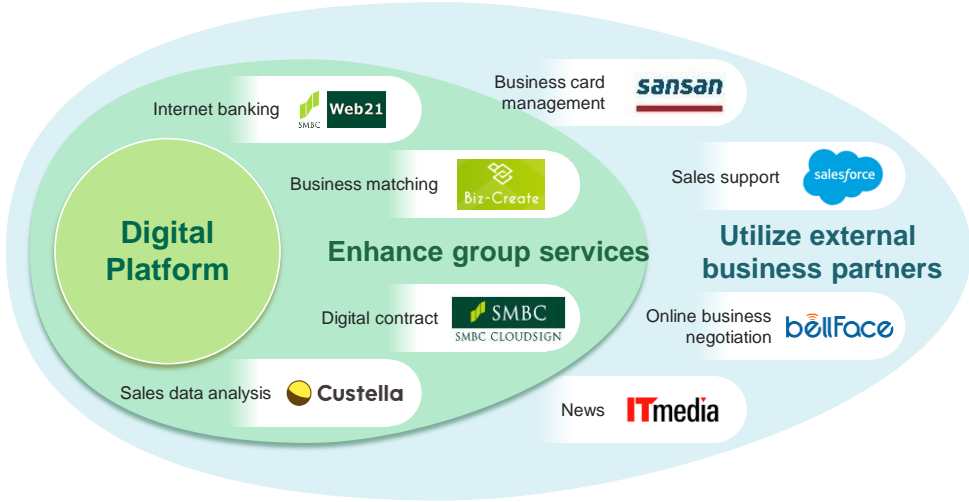 Internet banking
SMBC
Web21
Business card
management
sansan
Digital
Platform
Business matching
Biz-Create
Sales support
salesforce
Enhance group services
Utilize external
business partners
Digital contract
SMBC
SMBC CLOUDSIGN
Online business
negotiation
bellFace
Sales data analysis
Custella
News
ITmedia